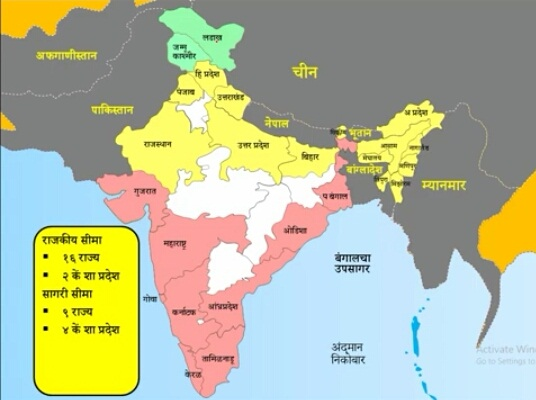 लडाख
जम्मू
काश्मीर
अफगाणीस्तान
हि प्रदेश
चीन
पंजाब
उत्तराखंड
पाकिस्तान
अ प्रदेश
नेपाल
भूतान
राजस्थान
उत्तर प्रदेश
आसाम
बिहार
मेघालय
बांग्लादेश
म्यानमार
गुजरात
प बंगाल
ओडिशा
राजकीय सीमा
▪ १६ राज्य
▪ २ कें शा प्रदेश
सागरी सीमा
▪ ९ राज्य
▪ ४ कें शा प्रदेश
महाराष्ट्र
बंगालचा
उपसागर
गोवा
आंध्रप्रदेश
कर्नाटक
अंदमान
निकोबार
तामिळनाडू
केरळ
Activate Win
Go to Settings to